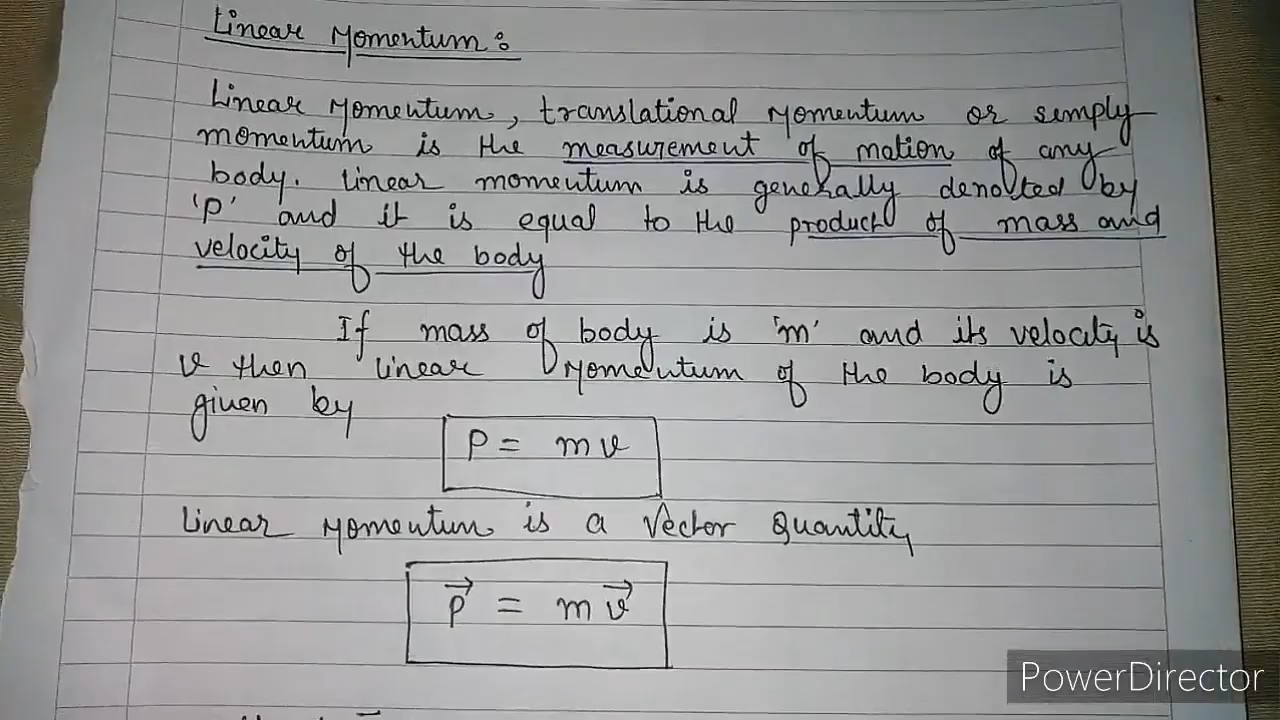 Linear Momentum:
Linear Momentum, translational Momentum or simply
momentum is the measurement of motion of any
body. Linear momentum is generally denoted by
'p' and it is equal to the product of mass and
velocity of the body
If mass of body is 'm' and its velocity is
v then linear Momentum of the body is
given by
P = mv
Linear Momentum is a Vector Quantity
p⃗ = m v⃗
PowerDirector